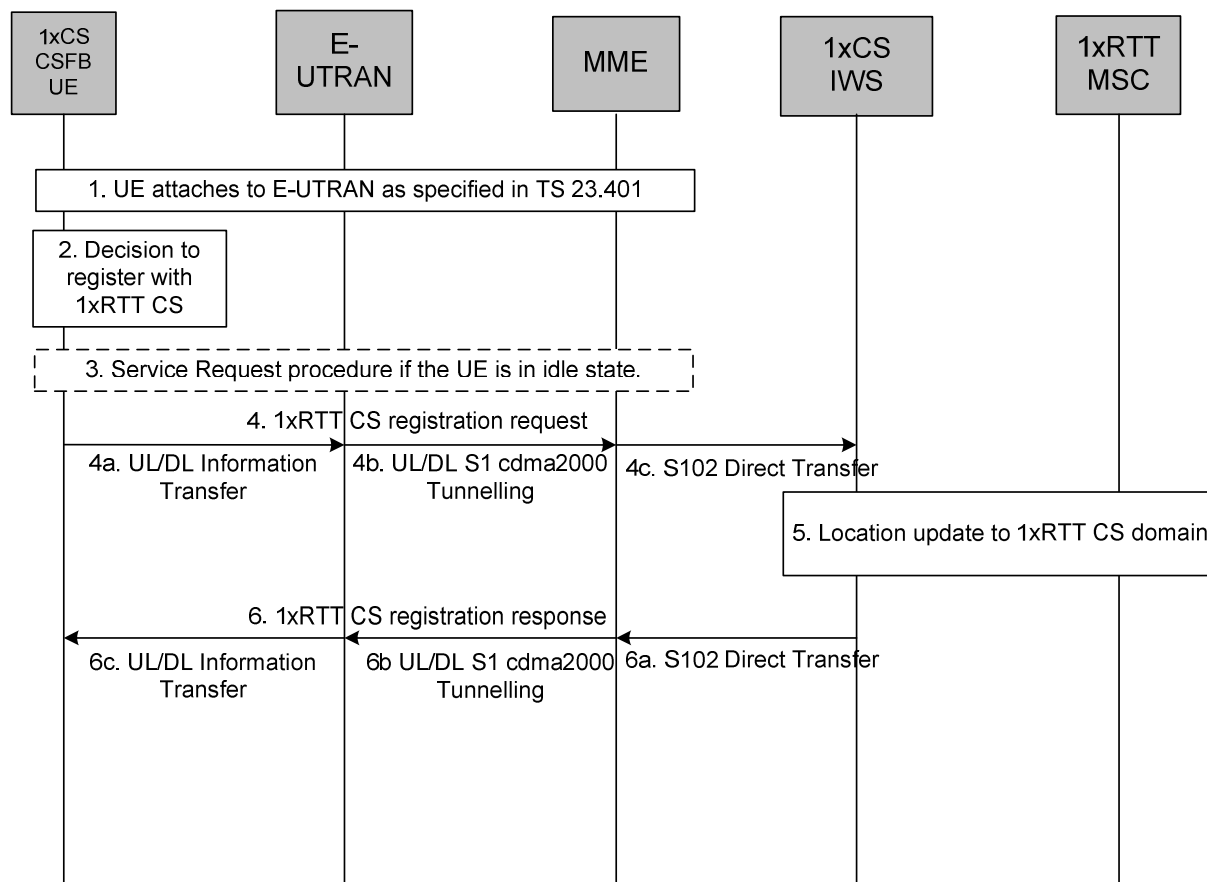 1xCS
CSFB
UE
E-
UTRAN
MME
1xCS
IWS
1xRTT
MSC
1. UE attaches to E-UTRAN as specified in TS 23.401
2. Decision to
register with
1xRTT CS
3. Service Request procedure if the UE is in idle state.
4. 1xRTT CS registration request
4a. UL/DL Information
Transfer
4b. UL/DL S1 cdma2000
Tunnelling
4c. S102 Direct Transfer
5. Location update to 1xRTT CS domain
6. 1xRTT CS registration response
6c. UL/DL Information
Transfer
6b UL/DL S1 cdma2000
Tunnelling
6a. S102 Direct Transfer